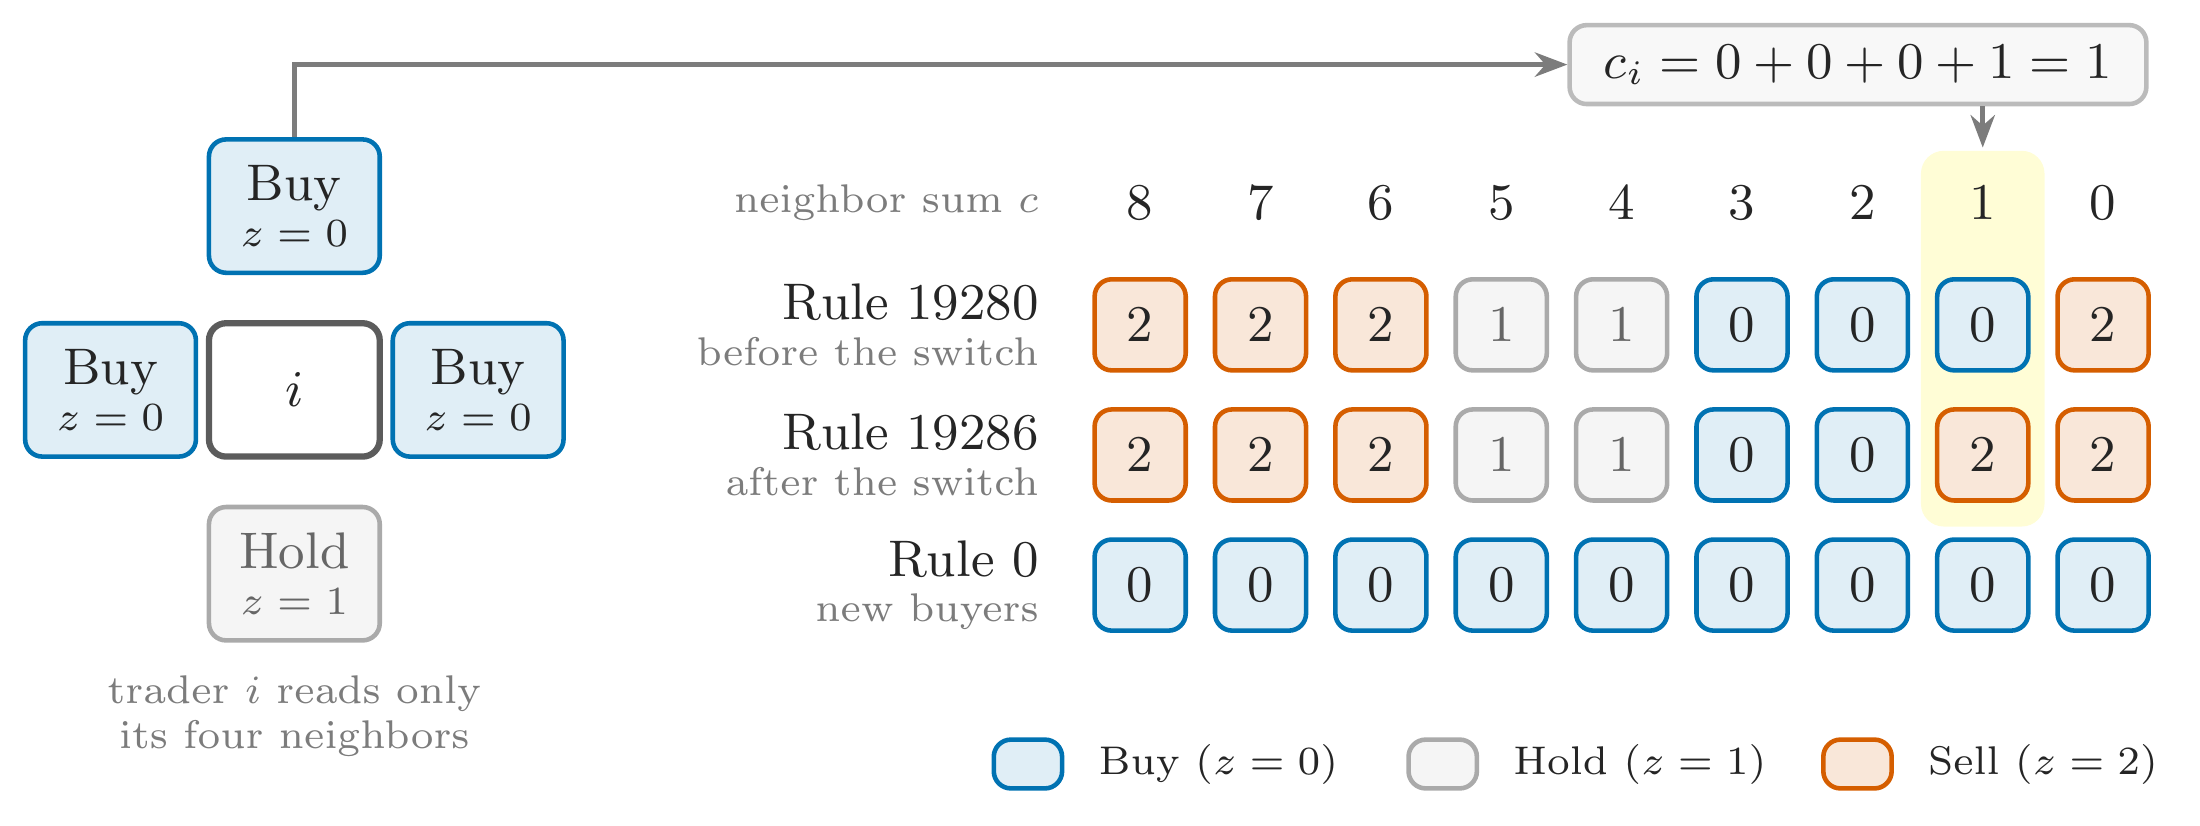 c_i = 0 + 0 + 0 + 1 = 1
Buy
z = 0
Buy
z = 0
i
Buy
z = 0
Hold
z = 1
trader i reads only
its four neighbors
neighbor sum c 8 7 6 5 4 3 2 1 0
Rule 19280
before the switch
2 2 2 1 1 0 0 0 2
Rule 19286
after the switch
2 2 2 1 1 0 0 2 2
Rule 0
new buyers
0 0 0 0 0 0 0 0 0
Buy (z = 0) Hold (z = 1) Sell (z = 2)